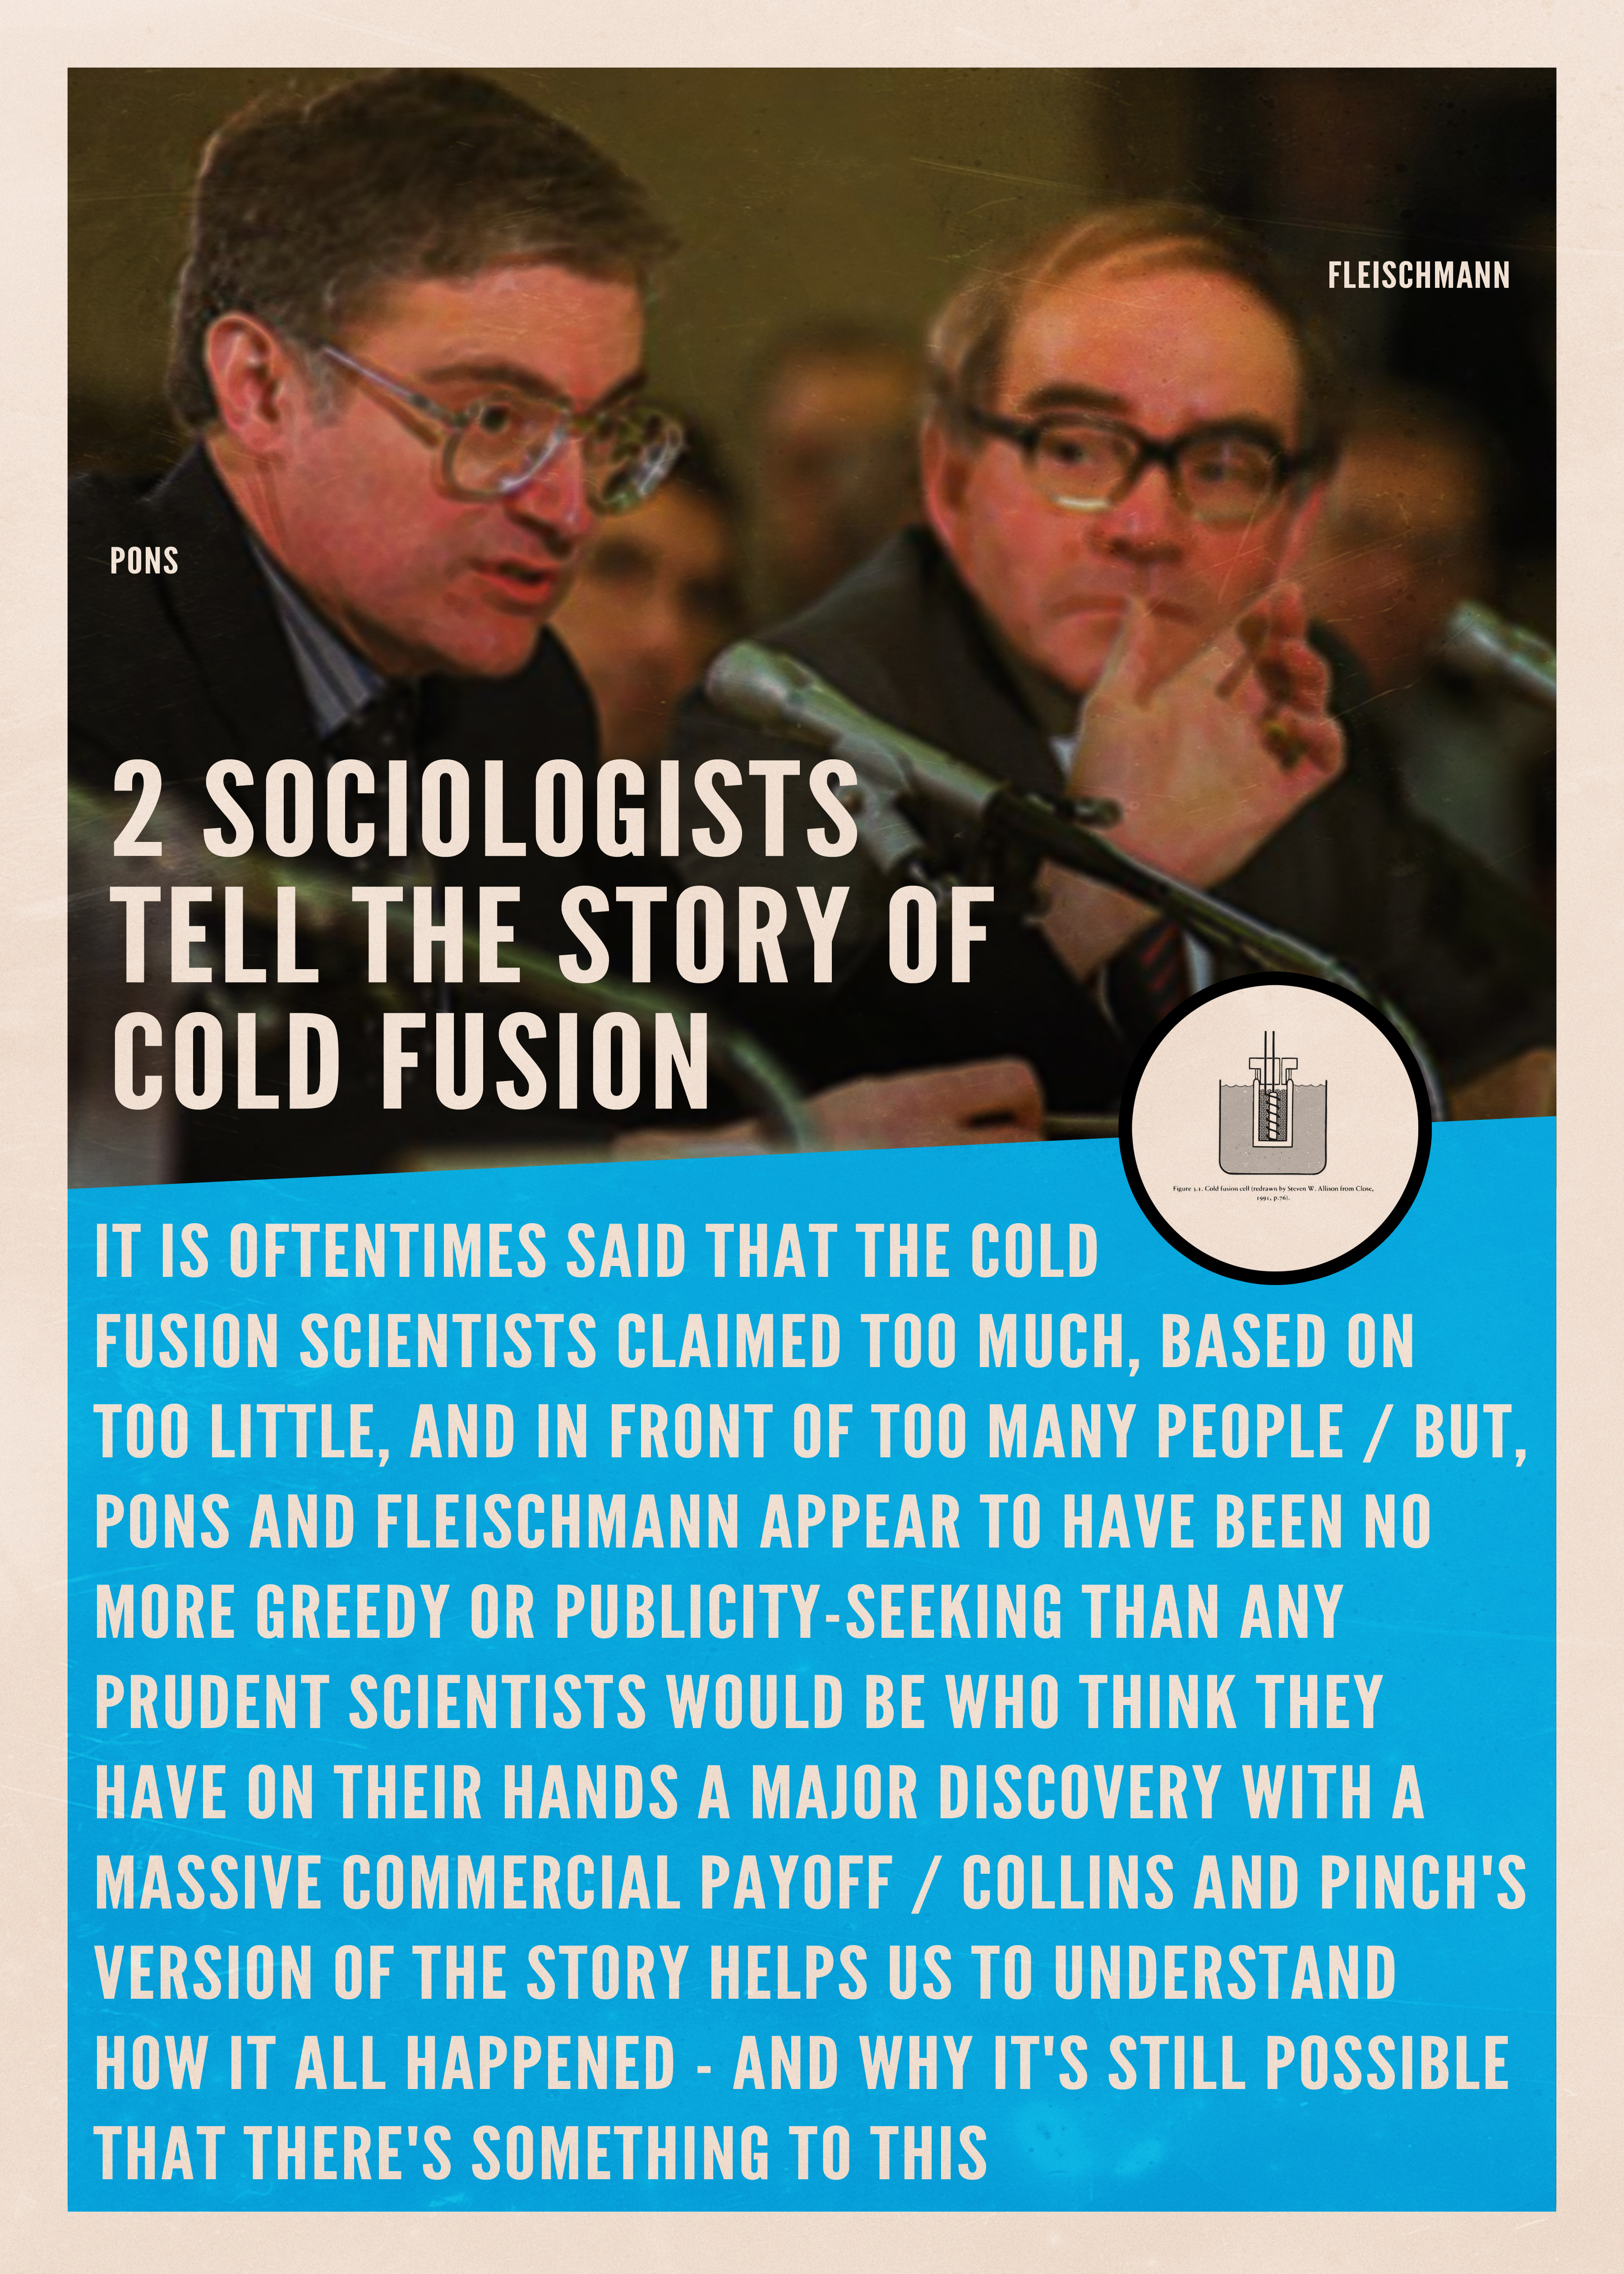 FLEISCHMANN
PONS
2 SOCIOLOGISTS
TELL THE STORY OF
COLD FUSION
Figure 3.1. Cold fusion cell (redrawn by Steven W. Allison from Close,
1991, p.76).
IT IS OFTENTIMES SAID THAT THE COLD
FUSION SCIENTISTS CLAIMED TOO MUCH, BASED ON
TOO LITTLE, AND IN FRONT OF TOO MANY PEOPLE / BUT,
PONS AND FLEISCHMANN APPEAR TO HAVE BEEN NO
MORE GREEDY OR PUBLICITY-SEEKING THAN ANY
PRUDENT SCIENTISTS WOULD BE WHO THINK THEY
HAVE ON THEIR HANDS A MAJOR DISCOVERY WITH A
MASSIVE COMMERCIAL PAYOFF / COLLINS AND PINCH'S
VERSION OF THE STORY HELPS US TO UNDERSTAND
HOW IT ALL HAPPENED - AND WHY IT'S STILL POSSIBLE
THAT THERE'S SOMETHING TO THIS